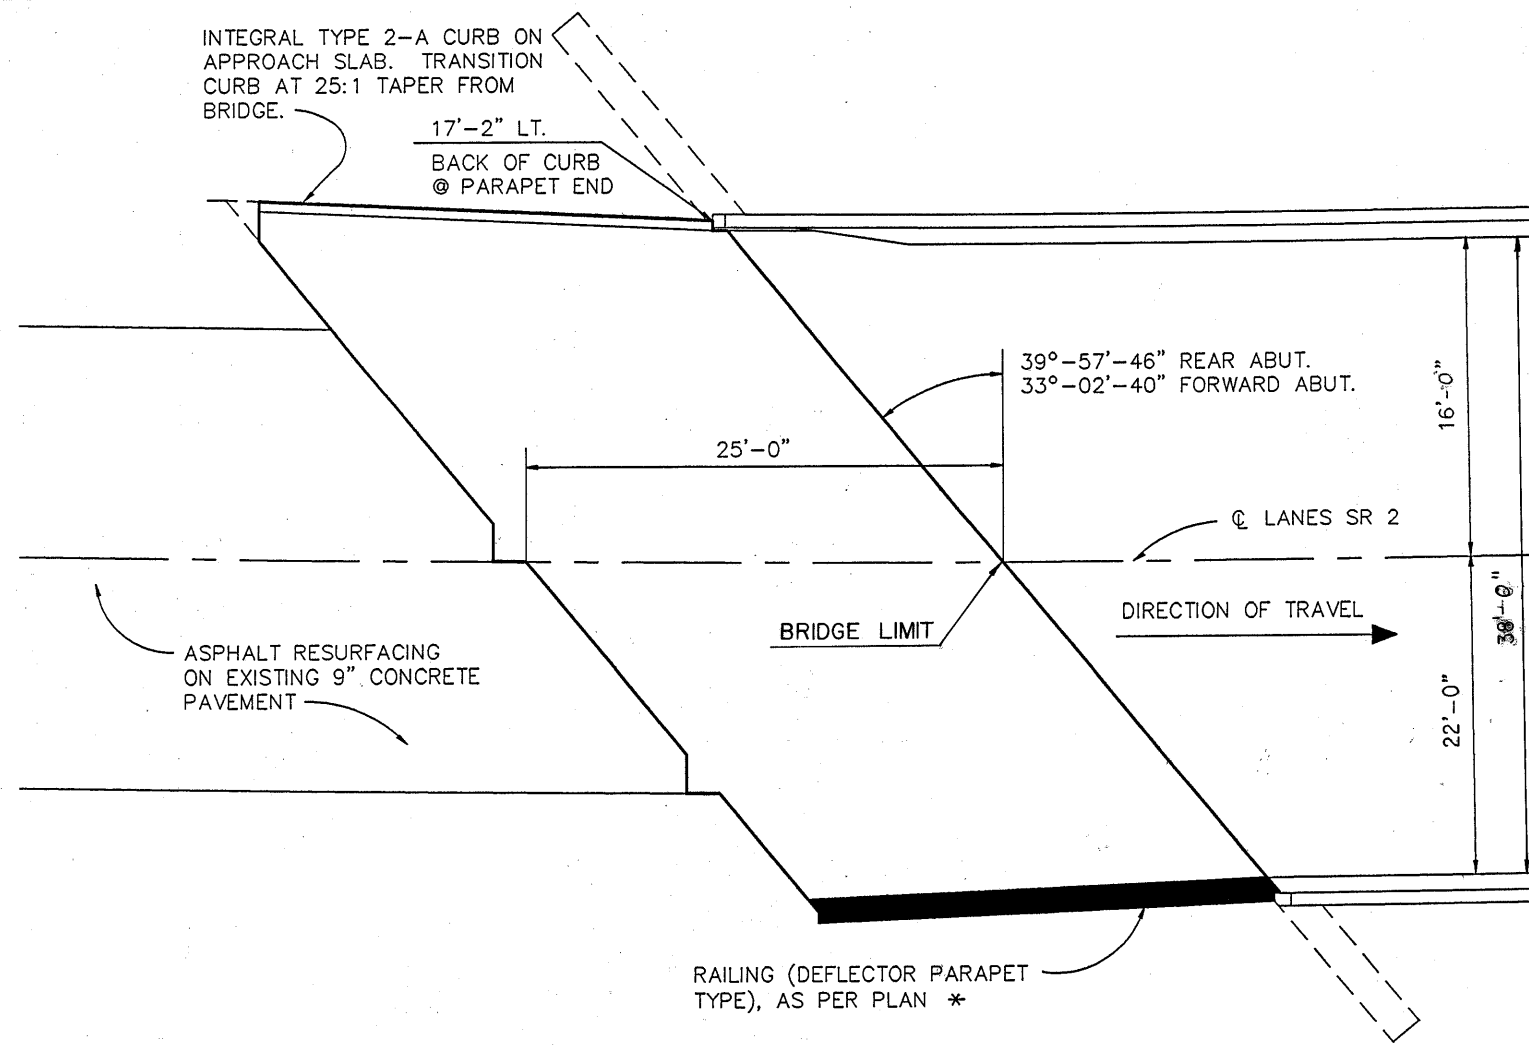 INTEGRAL TYPE 2-A CURB ON
APPROACH SLAB. TRANSITION
CURB AT 25:1 TAPER FROM
BRIDGE.
17'-2" LT.
BACK OF CURB
@ PARAPET END
39°-57'-46" REAR ABUT.
33°-02'-40" FORWARD ABUT.
16'-0"
25'-0"
℄ LANES SR 2
BRIDGE LIMIT
DIRECTION OF TRAVEL
38'-0"
22'-0"
ASPHALT RESURFACING
ON EXISTING 9" CONCRETE
PAVEMENT
RAILING (DEFLECTOR PARAPET
TYPE), AS PER PLAN *